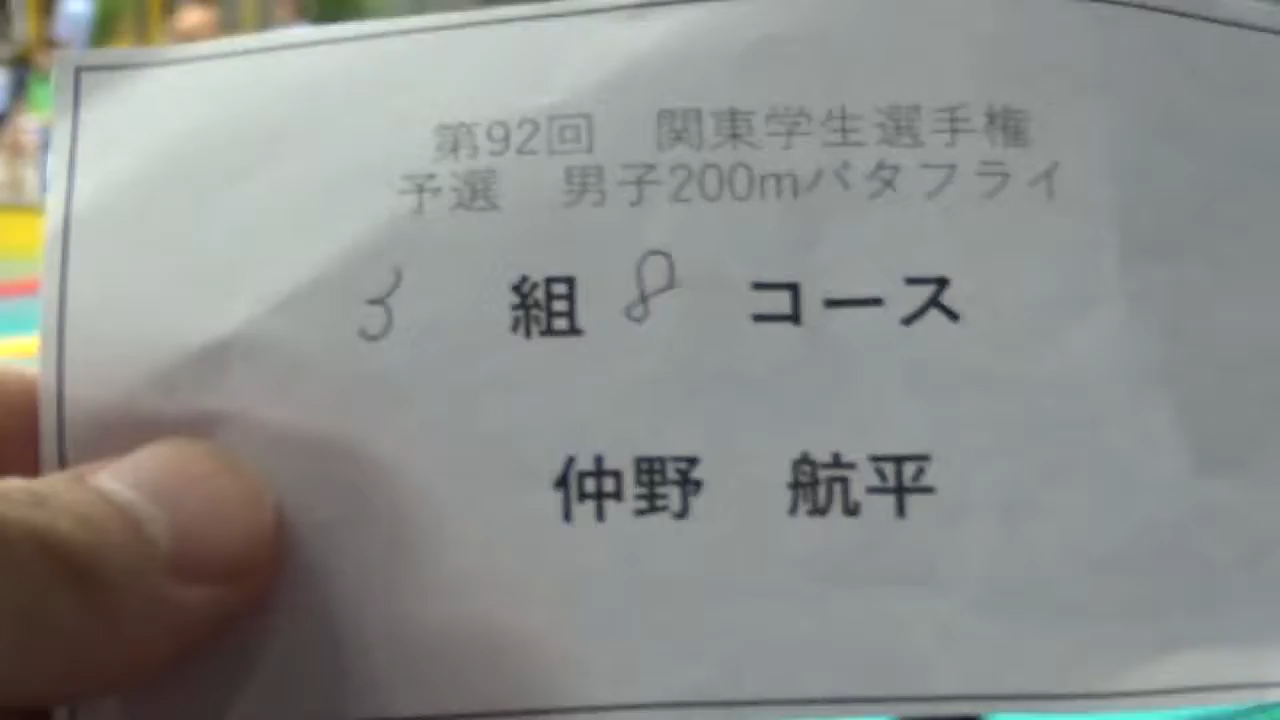 第92回　関東学生選手権
予選　男子200mバタフライ
3 組 8 コース
仲野　航平